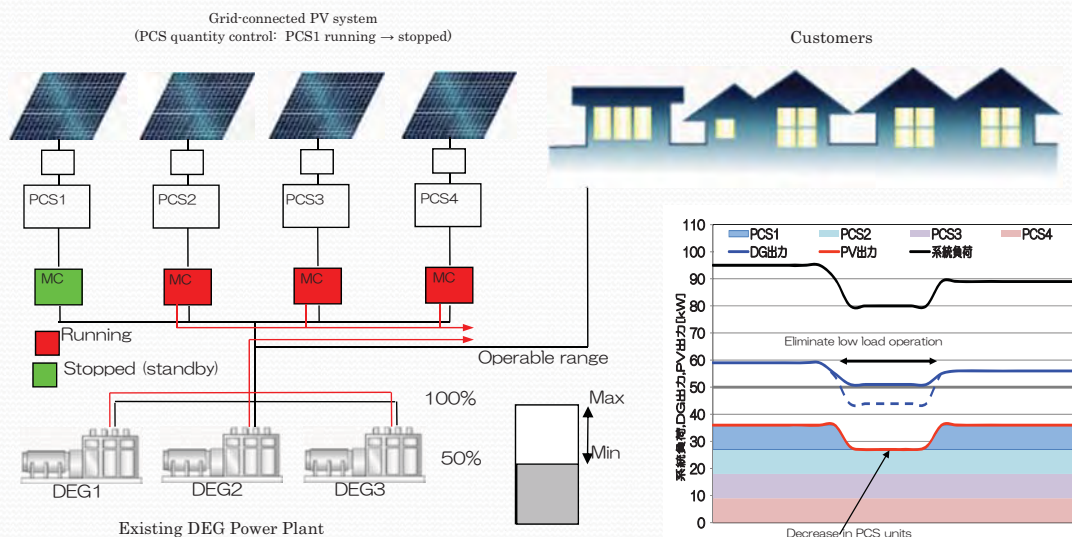 Grid-connected PV system
(PCS quantity control: PCS1 running → stopped)
Customers
PCS1
PCS2
PCS3
PCS4
MC
MC
MC
MC
Running
Stopped (standby)
Operable range
100%
50%
Max
Min
DEG1
DEG2
DEG3
Existing DEG Power Plant
系統負荷,DG出力,PV出力[kW]
110
100
90
80
70
60
50
40
30
20
10
0
PCS1
PCS2
PCS3
PCS4
DG出力
PV出力
系統負荷
Eliminate low load operation
Decrease in PCS units